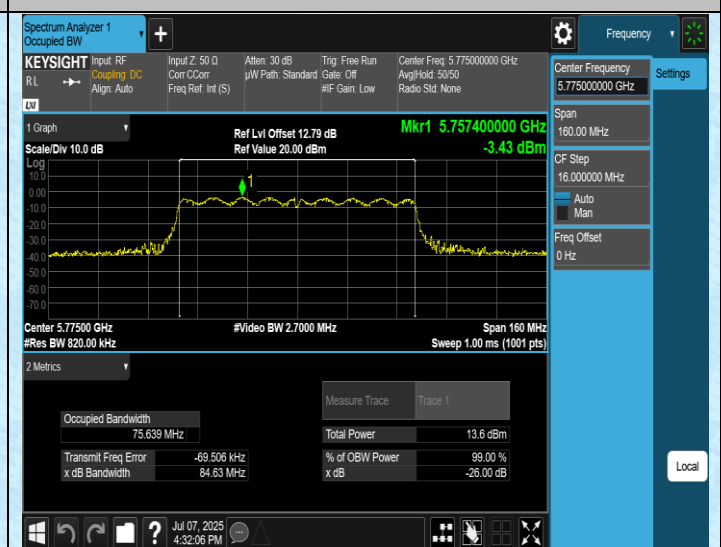 Spectrum Analyzer 1
Occupied BW
Frequency
KEYSIGHT Input: RF Input Z: 50 Ω Atten: 30 dB Trig: Free Run Center Freq: 5.775000000 GHz
RL Coupling: DC Corr CCorr µW Path: Standard Gate: Off Avg|Hold: 50/50
Align: Auto Freq Ref: Int (S) #IF Gain: Low Radio Std: None
LXI
Center Frequency
5.775000000 GHz
Settings
Span
160.00 MHz
CF Step
16.000000 MHz
Auto
Man
Freq Offset
0 Hz
1 Graph Ref Lvl Offset 12.79 dB Mkr1 5.757400000 GHz
Scale/Div 10.0 dB Ref Value 20.00 dBm -3.43 dBm
Log
10.0
0.00
-10.0
-20.0
-30.0
-40.0
-50.0
-60.0
-70.0
1
Center 5.77500 GHz #Video BW 2.7000 MHz Span 160 MHz
#Res BW 820.00 kHz Sweep 1.00 ms (1001 pts)
2 Metrics
Measure Trace Trace 1
Occupied Bandwidth
75.639 MHz Total Power 13.6 dBm
Transmit Freq Error -69.506 kHz % of OBW Power 99.00 %
x dB Bandwidth 84.63 MHz x dB -26.00 dB
Local
? Jul 07, 2025
4:32:06 PM